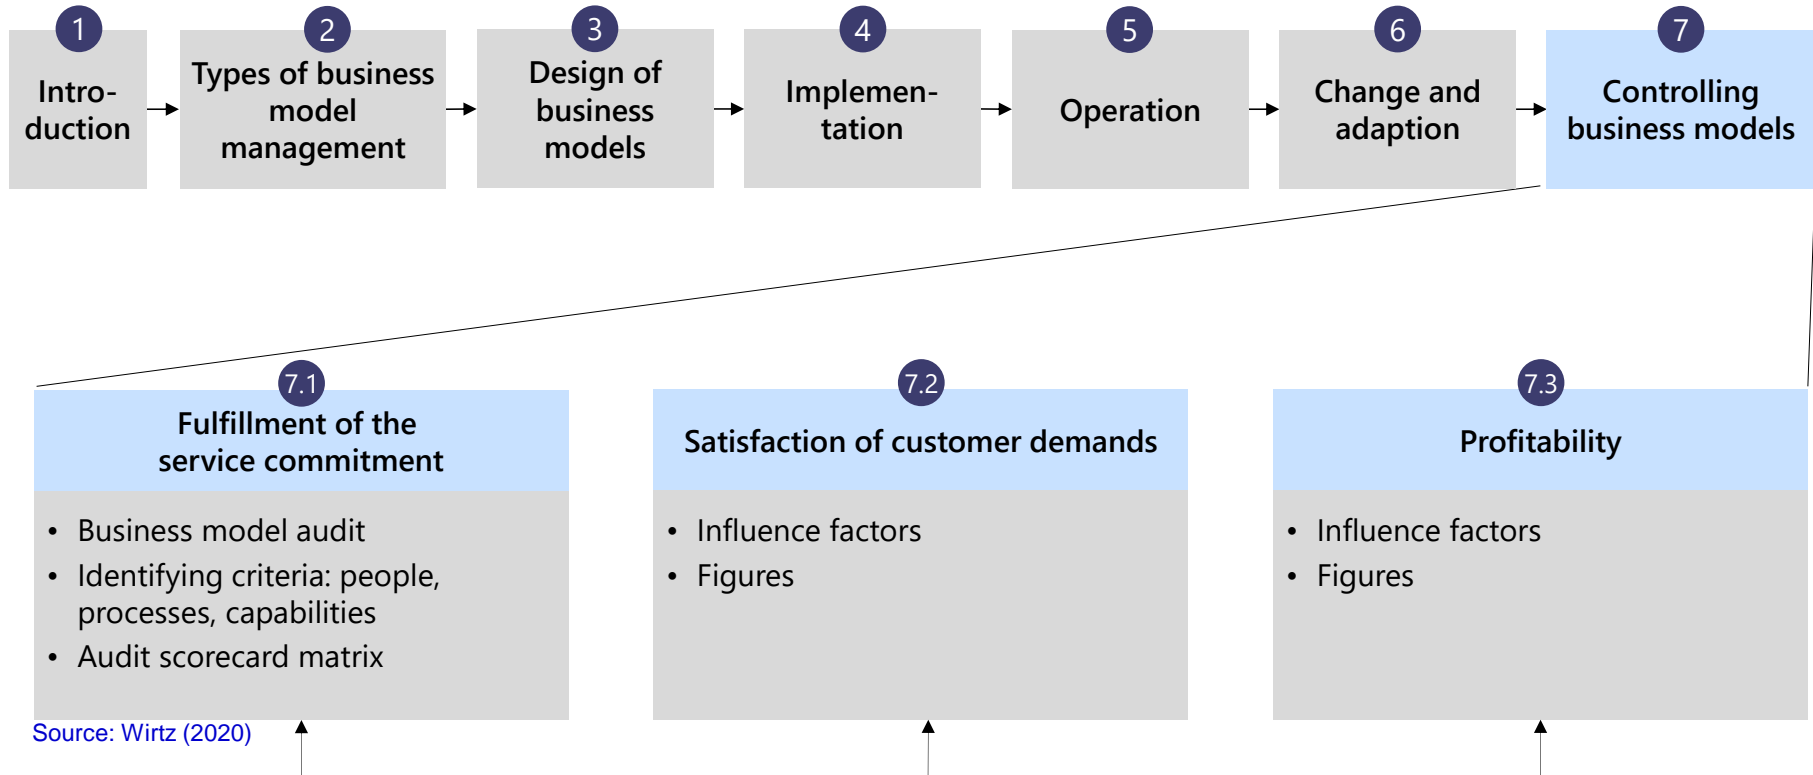 1
Intro-
duction
2
Types of business
model
management
3
Design of
business
models
4
Implemen-
tation
5
Operation
6
Change and
adaption
7
Controlling
business models
7.1
Fulfillment of the
service commitment
• Business model audit
• Identifying criteria: people,
processes, capabilities
• Audit scorecard matrix
7.2
Satisfaction of customer demands
• Influence factors
• Figures
7.3
Profitability
• Influence factors
• Figures
Source: Wirtz (2020)